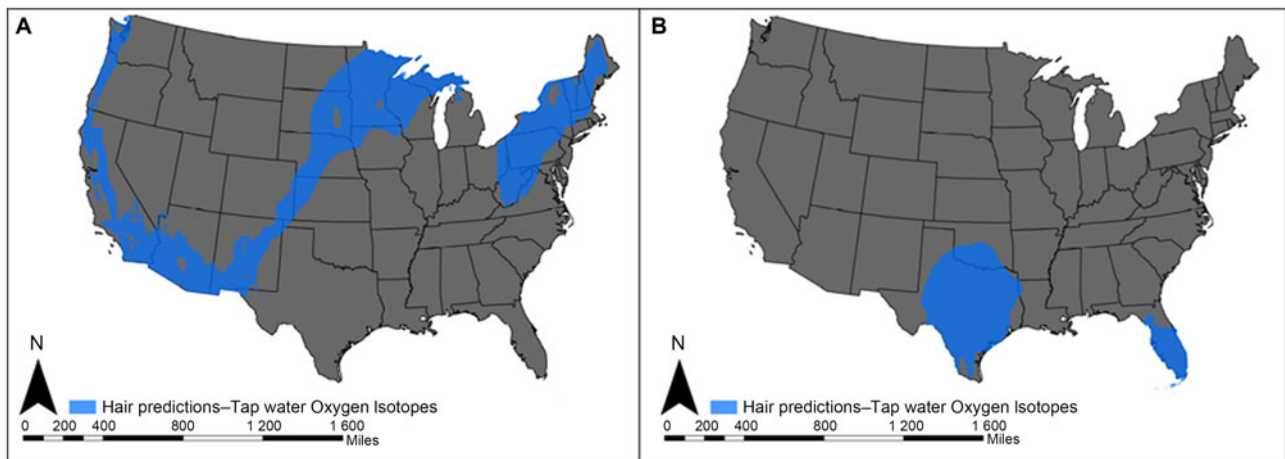 A
N
Hair predictions–Tap water Oxygen Isotopes
0 200 400 800 1 200 1 600
Miles
B
N
Hair predictions–Tap water Oxygen Isotopes
0 200 400 800 1 200 1 600
Miles